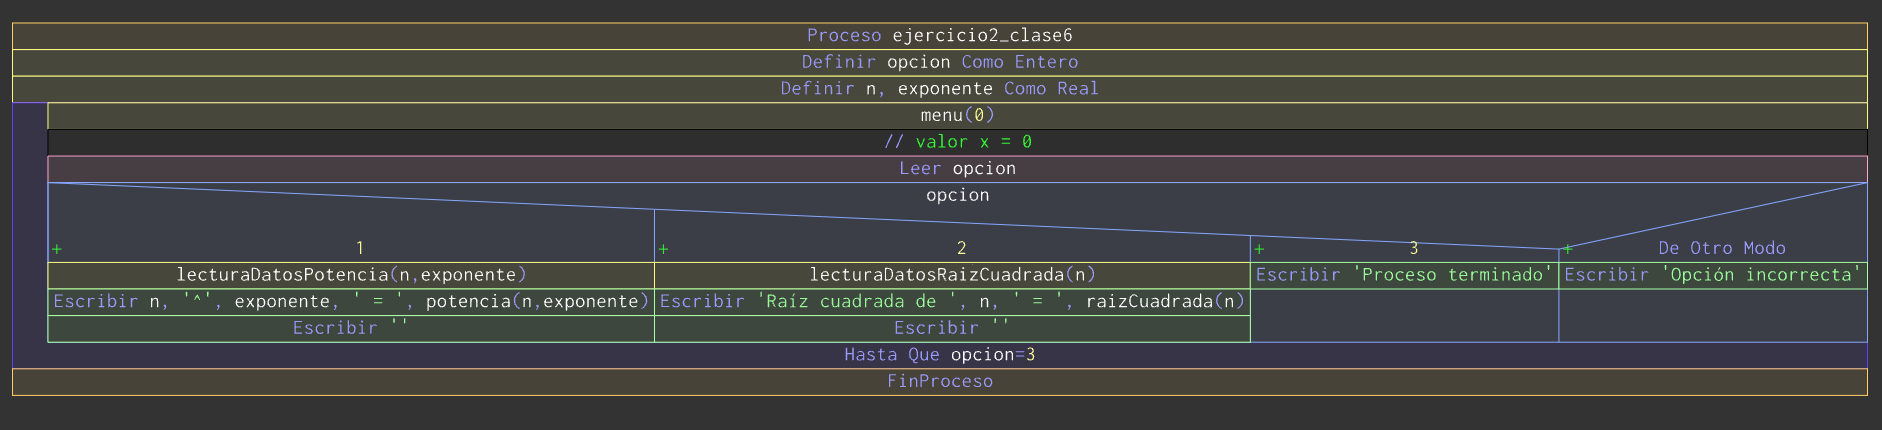 Proceso ejercicio2_clase6
Definir opcion Como Entero
Definir n, exponente Como Real
menu(0)
// valor x = 0
Leer opcion
opcion
+ 1 + 2 + 3 + De Otro Modo
lecturaDatosPotencia(n,exponente) lecturaDatosRaizCuadrada(n) Escribir 'Proceso terminado' Escribir 'Opción incorrecta'
Escribir n, '^', exponente, ' = ', potencia(n,exponente) Escribir 'Raíz cuadrada de ', n, ' = ', raizCuadrada(n)
Escribir '' Escribir ''
Hasta Que opcion=3
FinProceso